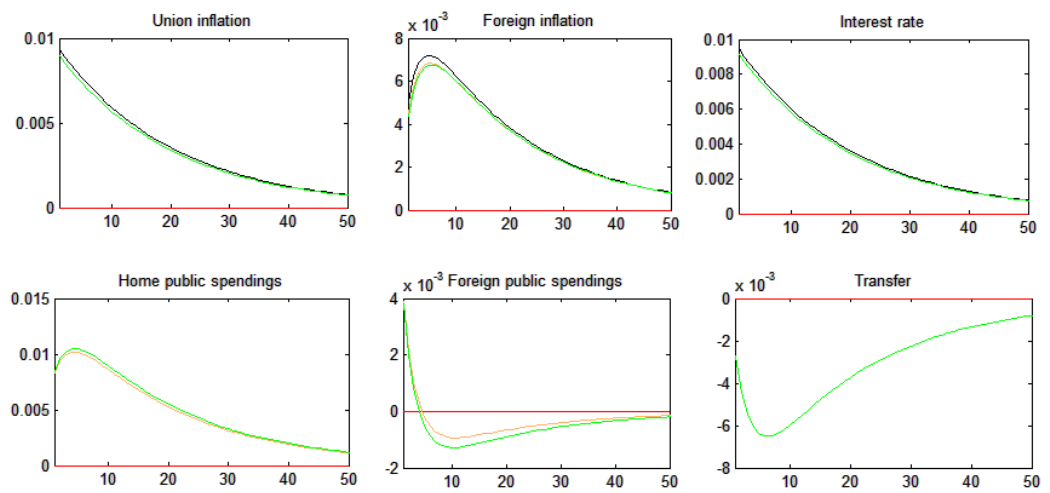 Union inflation
0.01
0.005
0
10 20 30 40 50
Foreign inflation
x 10⁻³
8
6
4
2
0
10 20 30 40 50
Interest rate
0.01
0.008
0.006
0.004
0.002
0
10 20 30 40 50
Home public spendings
0.015
0.01
0.005
0
10 20 30 40 50
x 10⁻³ Foreign public spendings
4
2
0
-2
10 20 30 40 50
Transfer
x 10⁻³
0
-2
-4
-6
-8
10 20 30 40 50